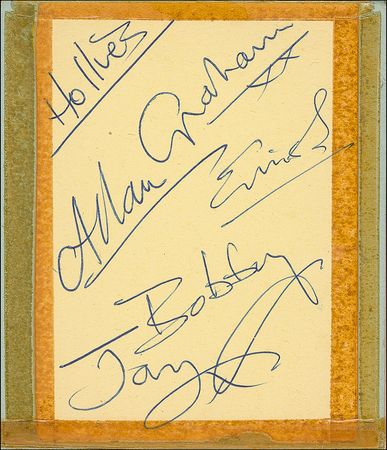 Hollies
Graham
Allan
Eric
Bobby
Tony